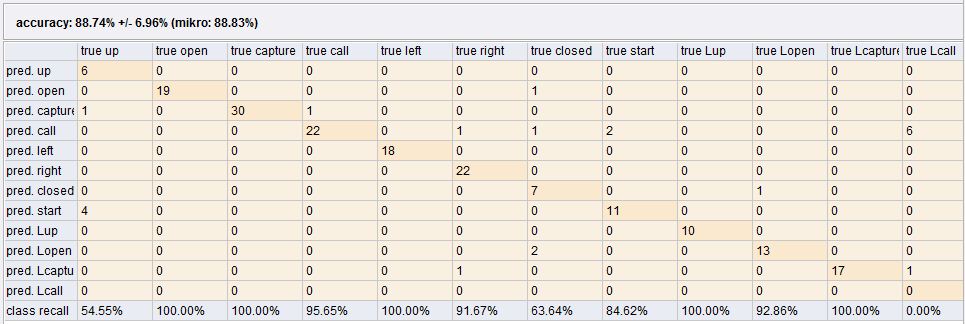 accuracy: 88.74% +/- 6.96% (mikro: 88.83%)
true up true open true capture true call true left true right true closed true start true Lup true Lopen true Lcapture true Lcall
pred. up 6 0 0 0 0 0 0 0 0 0 0 0
pred. open 0 19 0 0 0 0 1 0 0 0 0 0
pred. capture 1 0 30 1 0 0 0 0 0 0 0 0
pred. call 0 0 0 22 0 1 1 2 0 0 0 6
pred. left 0 0 0 0 18 0 0 0 0 0 0 0
pred. right 0 0 0 0 0 22 0 0 0 0 0 0
pred. closed 0 0 0 0 0 0 7 0 0 1 0 0
pred. start 4 0 0 0 0 0 0 11 0 0 0 0
pred. Lup 0 0 0 0 0 0 0 0 10 0 0 0
pred. Lopen 0 0 0 0 0 0 2 0 0 13 0 0
pred. Lcaptu 0 0 0 0 0 1 0 0 0 0 17 1
pred. Lcall 0 0 0 0 0 0 0 0 0 0 0 0
class recall 54.55% 100.00% 100.00% 95.65% 100.00% 91.67% 63.64% 84.62% 100.00% 92.86% 100.00% 0.00%